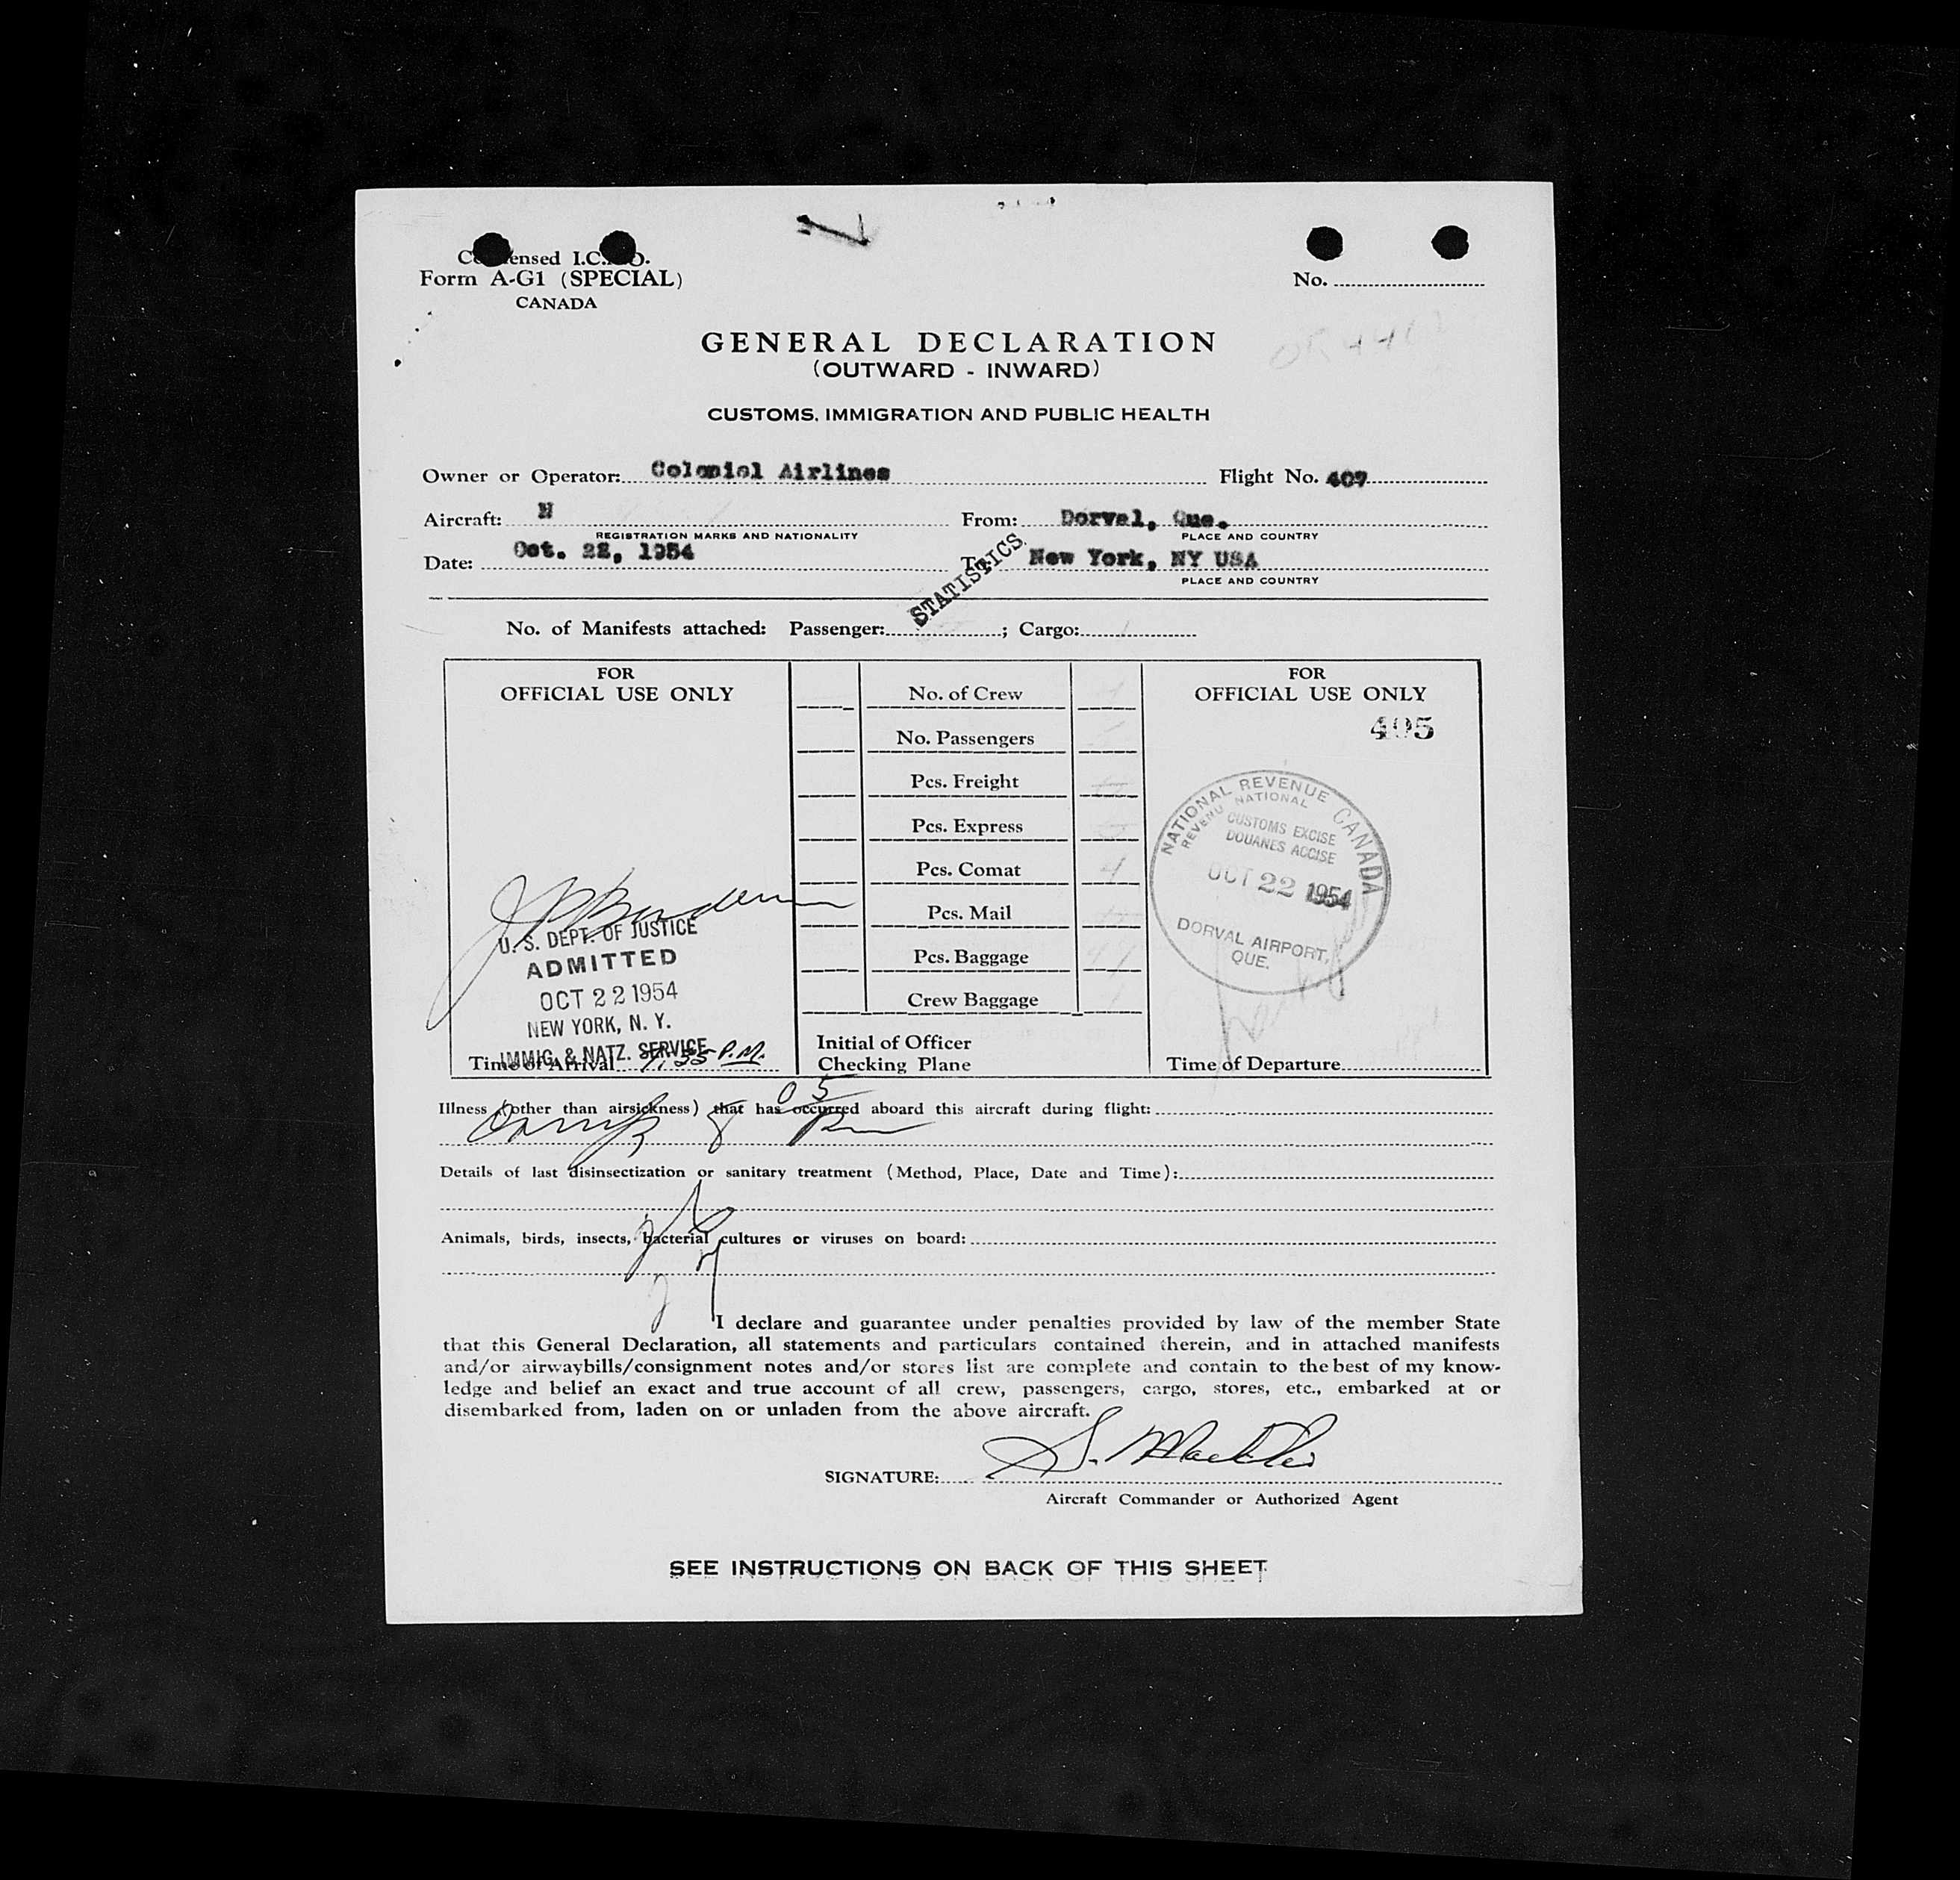 Form A-G1 (SPECIAL)
CANADA
No.
GENERAL DECLARATION
(OUTWARD - INWARD)
CUSTOMS, IMMIGRATION AND PUBLIC HEALTH
Owner or Operator: Colonial Airlines Flight No. 407
Aircraft: N From: Dorval, Que.
REGISTRATION MARKS AND NATIONALITY PLACE AND COUNTRY
Date: Oct. 22, 1954 To New York, NY USA
PLACE AND COUNTRY
STATISTICS
No. of Manifests attached: Passenger: ; Cargo:
FOR
OFFICIAL USE ONLY
U. S. DEPT. OF JUSTICE
ADMITTED
OCT 22 1954
NEW YORK, N. Y.
IMMIG. & NATZ. SERVICE
Time of Arrival P.M.
No. of Crew
No. Passengers
Pcs. Freight
Pcs. Express
Pcs. Comat
Pcs. Mail
Pcs. Baggage
Crew Baggage
Initial of Officer
Checking Plane
FOR
OFFICIAL USE ONLY
495
NATIONAL REVENUE CANADA
REVENU NATIONAL
CUSTOMS EXCISE
DOUANES ACCISE
OCT 22 1954
DORVAL AIRPORT,
QUE.
Time of Departure
Illness (other than airsickness) that has occurred aboard this aircraft during flight:
Details of last disinsectization or sanitary treatment (Method, Place, Date and Time):
Animals, birds, insects, bacterial cultures or viruses on board:
I declare and guarantee under penalties provided by law of the member State
that this General Declaration, all statements and particulars contained therein, and in attached manifests
and/or airwaybills/consignment notes and/or stores list are complete and contain to the best of my know-
ledge and belief an exact and true account of all crew, passengers, cargo, stores, etc., embarked at or
disembarked from, laden on or unladen from the above aircraft.
SIGNATURE:
Aircraft Commander or Authorized Agent
SEE INSTRUCTIONS ON BACK OF THIS SHEET